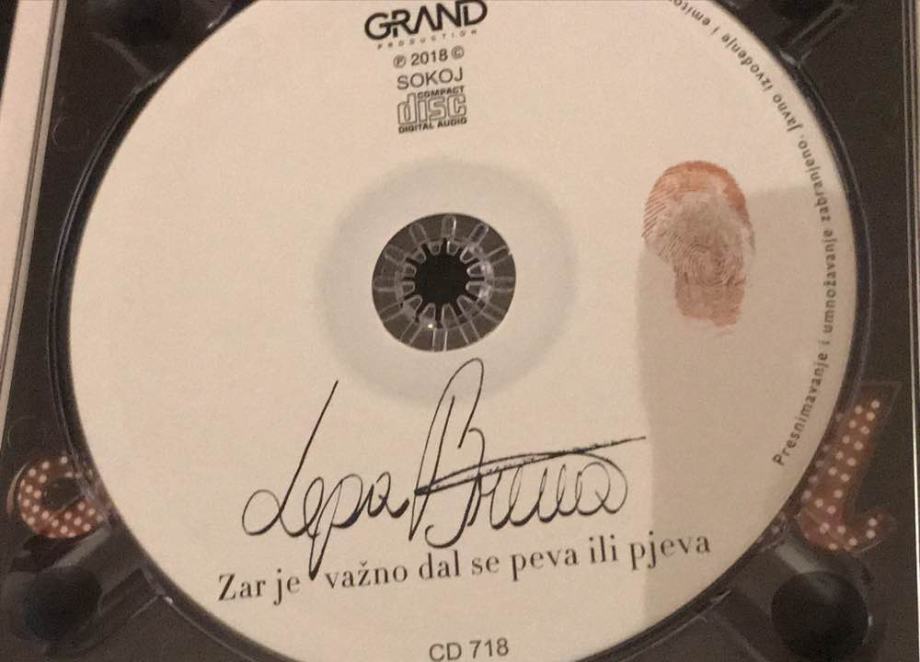 GRAND
PRODUCTION
℗ 2018 ©
SOKOJ
COMPACT
disc
DIGITAL AUDIO
Presnimavanje i umnožavanje zabranjeno. Javno izvođenje i
Lepa Brena
Zar je važno dal se peva ili pjeva
CD 718